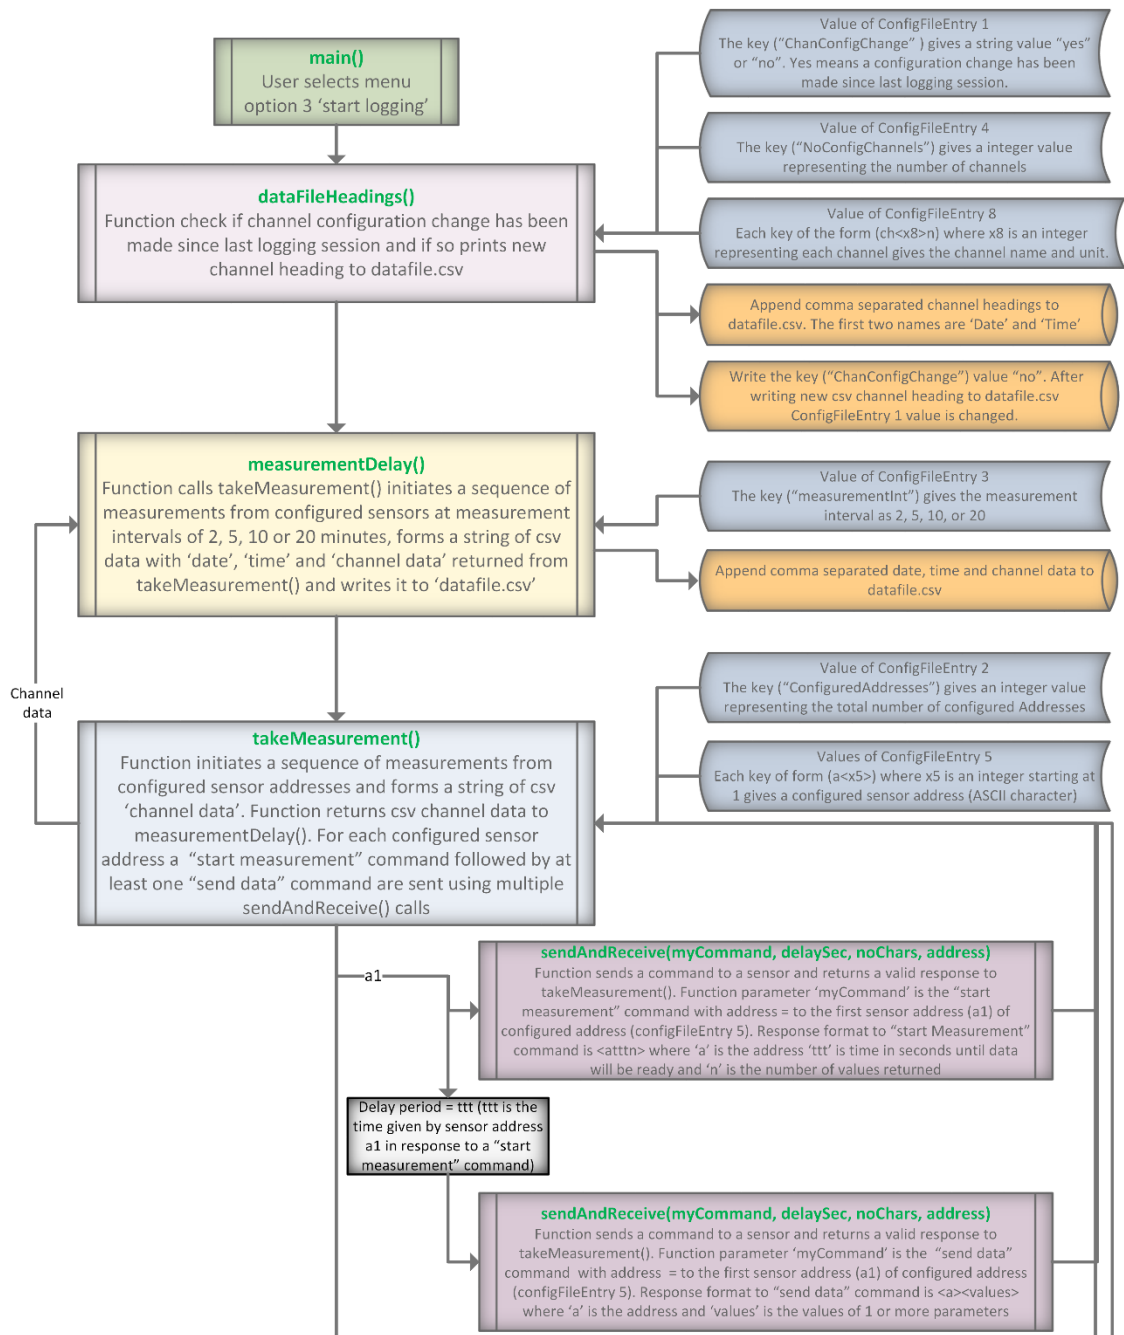 main()
User selects menu
option 3 ‘start logging’
Value of ConfigFileEntry 1
The key (“ChanConfigChange” ) gives a string value “yes”
or “no”. Yes means a configuration change has been
made since last logging session.
Value of ConfigFileEntry 4
The key (“NoConfigChannels”) gives a integer value
representing the number of channels
dataFileHeadings()
Function check if channel configuration change has been
made since last logging session and if so prints new
channel heading to datafile.csv
Value of ConfigFileEntry 8
Each key of the form (ch<x8>n) where x8 is an integer
representing each channel gives the channel name and unit.
Append comma separated channel headings to
datafile.csv. The first two names are ‘Date’ and ‘Time’
Write the key (“ChanConfigChange”) value “no”. After
writing new csv channel heading to datafile.csv
ConfigFileEntry 1 value is changed.
measurementDelay()
Function calls takeMeasurement() initiates a sequence of
measurements from configured sensors at measurement
intervals of 2, 5, 10 or 20 minutes, forms a string of csv
data with ‘date’, ‘time’ and ‘channel data’ returned from
takeMeasurement() and writes it to ‘datafile.csv’
Value of ConfigFileEntry 3
The key (“measurementInt”) gives the measurement
interval as 2, 5, 10, or 20
Append comma separated date, time and channel data to
datafile.csv
Channel
data
Value of ConfigFileEntry 2
The key (“ConfiguredAddresses”) gives an integer value
representing the total number of configured Addresses
Values of ConfigFileEntry 5
Each key of form (a<x5>) where x5 is an integer starting at
1 gives a configured sensor address (ASCII character)
takeMeasurement()
Function initiates a sequence of measurements from
configured sensor addresses and forms a string of csv
‘channel data’. Function returns csv channel data to
measurementDelay(). For each configured sensor
address a  “start measurement” command followed by at
least one “send data” command are sent using multiple
sendAndReceive() calls
a1
sendAndReceive(myCommand, delaySec, noChars, address)
Function sends a command to a sensor and returns a valid response to
takeMeasurement(). Function parameter ‘myCommand’ is the “start
measurement” command with address = to the first sensor address (a1) of
configured address (configFileEntry 5). Response format to “start Measurement”
command is <atttn> where ‘a’ is the address ‘ttt’ is time in seconds until data
will be ready and ‘n’ is the number of values returned
Delay period = ttt (ttt is the
time given by sensor address
a1 in response to a “start
measurement” command)
sendAndReceive(myCommand, delaySec, noChars, address)
Function sends a command to a sensor and returns a valid response to
takeMeasurement(). Function parameter ‘myCommand’ is the  “send data”
command  with address  = to the first sensor address (a1) of configured address
(configFileEntry 5). Response format to “send data” command is <a><values>
where ‘a’ is the address and ‘values’ is the values of 1 or more parameters